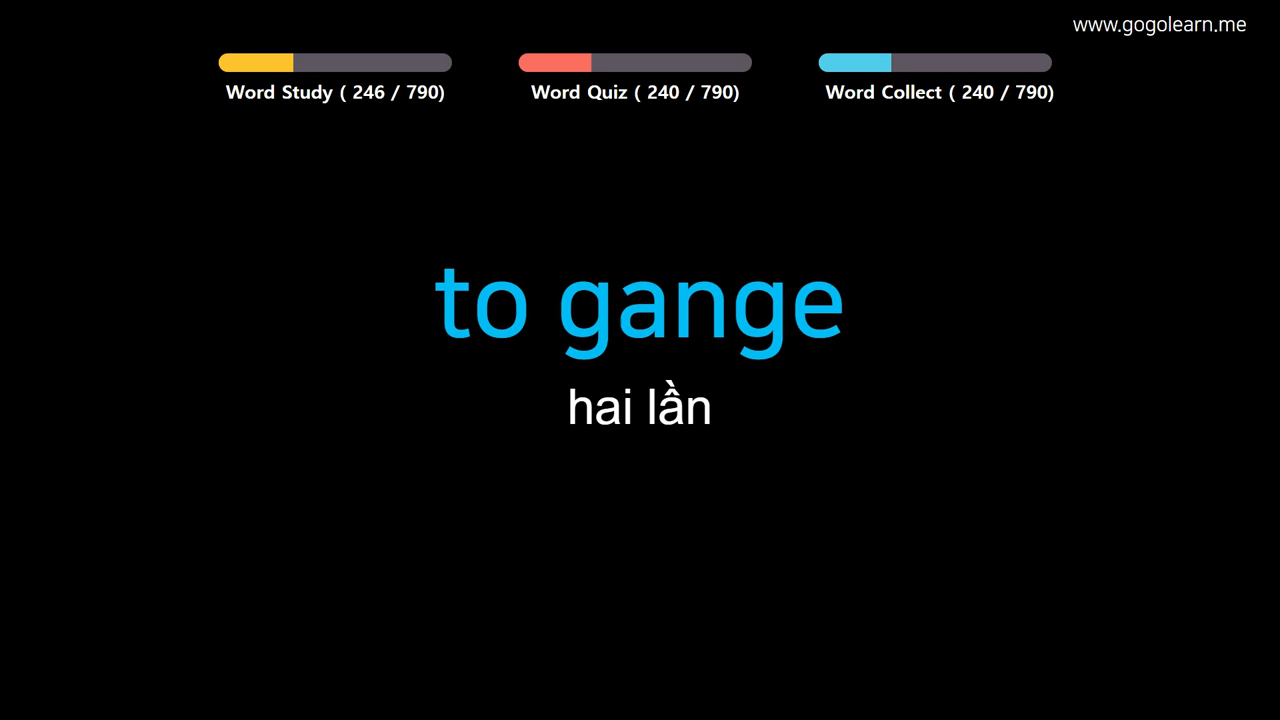 www.gogolearn.me
Word Study ( 246 / 790)
Word Quiz ( 240 / 790)
Word Collect ( 240 / 790)
to gange
hai lần